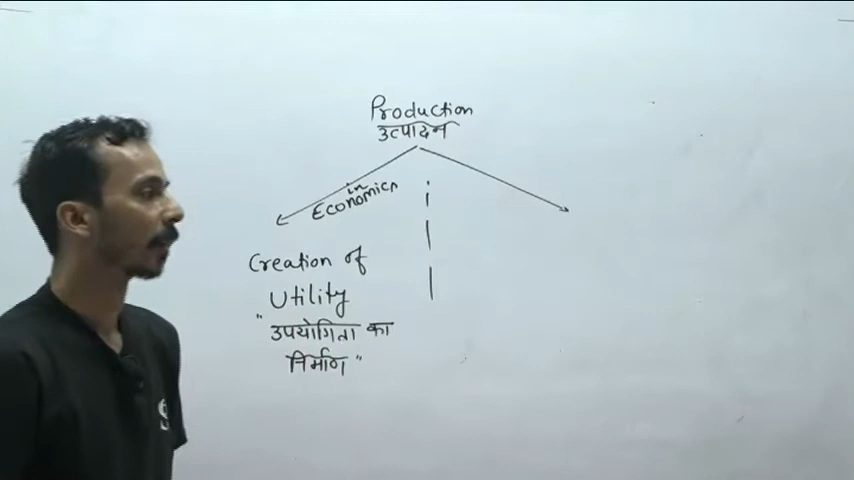 Production
उत्पादन
in
Economics
Creation of
Utility
"उपयोगिता का
निर्माण"